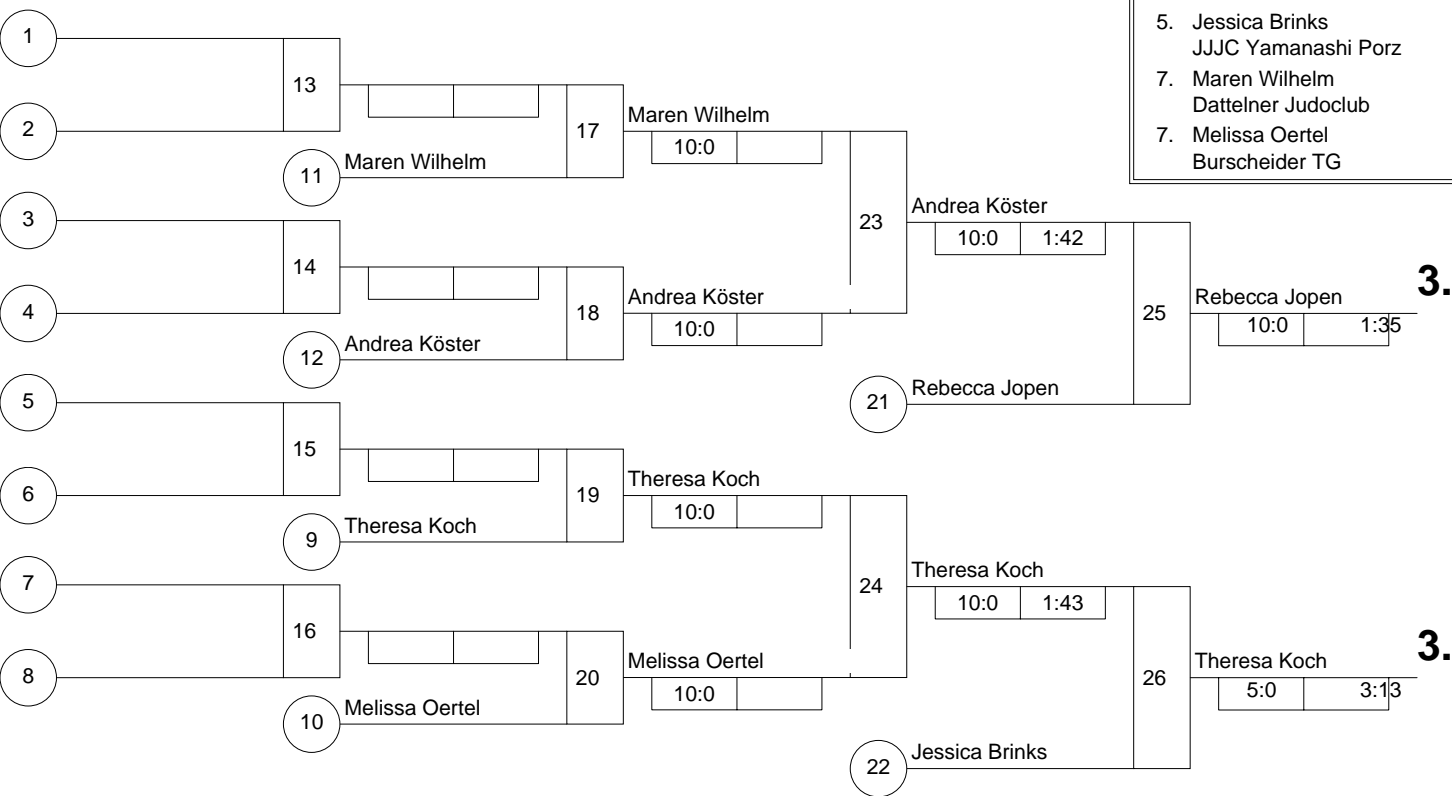 5. Jessica Brinks
JJJC Yamanashi Porz
7. Maren Wilhelm
Dattelner Judoclub
7. Melissa Oertel
Burscheider TG
1
13
2
17
Maren Wilhelm
10:0
11
Maren Wilhelm
3
23
Andrea Köster
10:0 1:42
14
4
18
Andrea Köster
10:0
12
Andrea Köster
25
Rebecca Jopen
10:0 1:35
3.
5
21
Rebecca Jopen
15
6
19
Theresa Koch
10:0
9
Theresa Koch
7
24
Theresa Koch
10:0 1:43
16
8
20
Melissa Oertel
10:0
10
Melissa Oertel
26
Theresa Koch
5:0 3:13
3.
22
Jessica Brinks